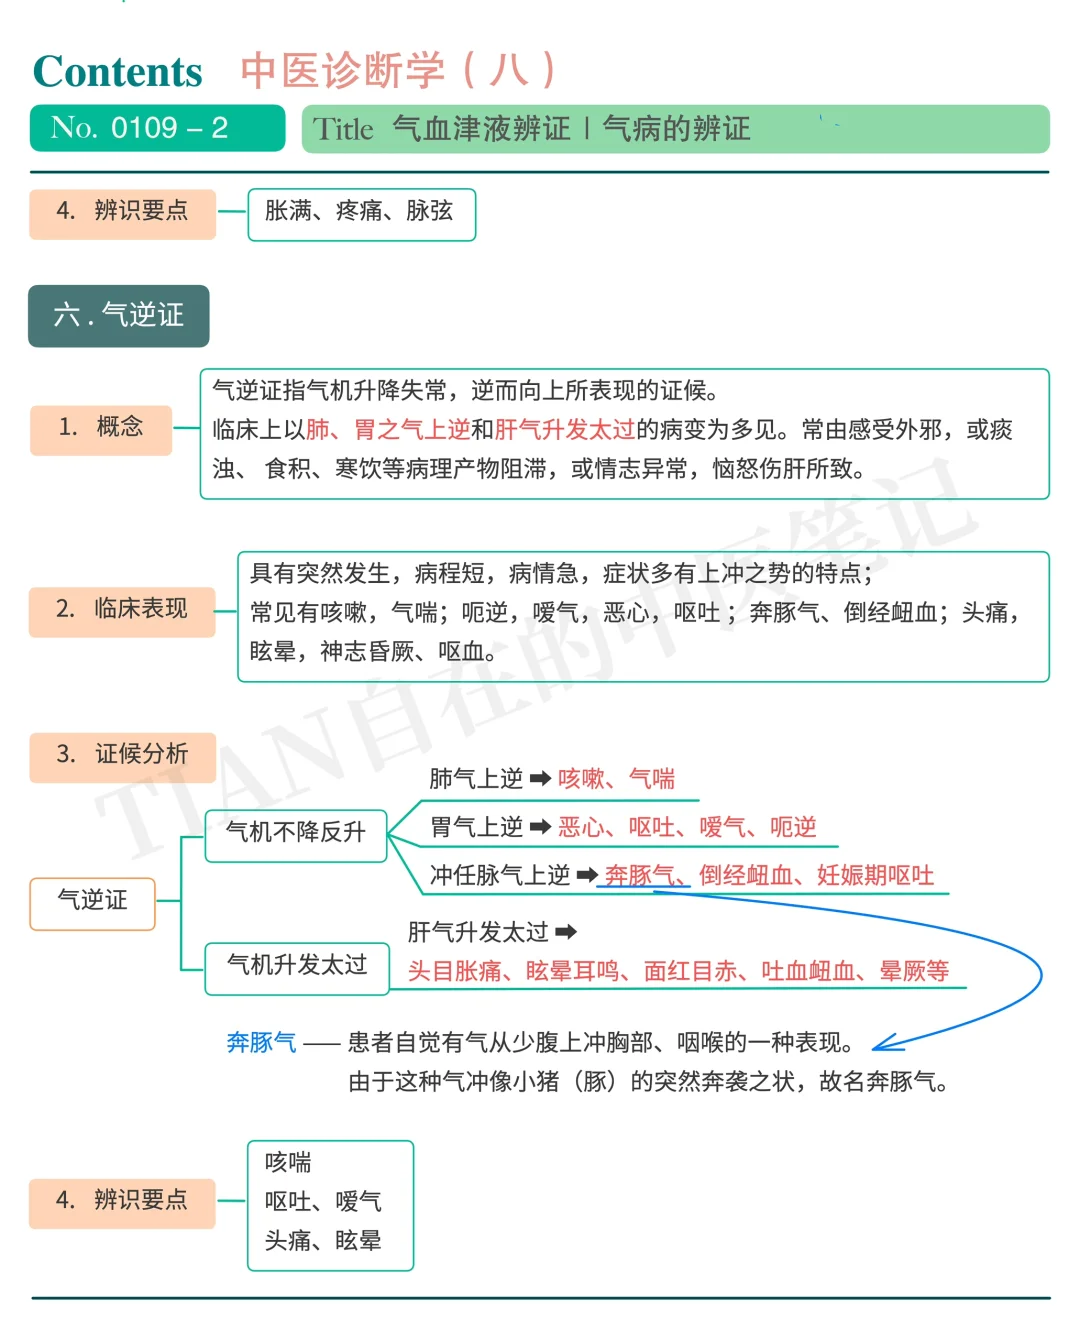 Contents 中医诊断学（八）
No. 0109 – 2 Title 气血津液辨证 | 气病的辨证
4. 辨识要点 胀满、疼痛、脉弦
六 . 气逆证
1. 概念
气逆证指气机升降失常，逆而向上所表现的证候。
临床上以肺、胃之气上逆和肝气升发太过的病变为多见。常由感受外邪，或痰
浊、 食积、寒饮等病理产物阻滞，或情志异常，恼怒伤肝所致。
2. 临床表现
具有突然发生，病程短，病情急，症状多有上冲之势的特点；
常见有咳嗽，气喘；呃逆，嗳气，恶心，呕吐 ；奔豚气、倒经衄血；头痛，
眩晕，神志昏厥、呕血。
3. 证候分析
气逆证
气机不降反升
肺气上逆 ➡ 咳嗽、气喘
胃气上逆 ➡ 恶心、呕吐、嗳气、呃逆
冲任脉气上逆 ➡ 奔豚气、倒经衄血、妊娠期呕吐
气机升发太过
肝气升发太过 ➡
头目胀痛、眩晕耳鸣、面红目赤、吐血衄血、晕厥等
奔豚气 —— 患者自觉有气从少腹上冲胸部、咽喉的一种表现。
由于这种气冲像小猪（豚）的突然奔袭之状，故名奔豚气。
4. 辨识要点
咳喘
呕吐、嗳气
头痛、眩晕
TIAN自在的中医笔记